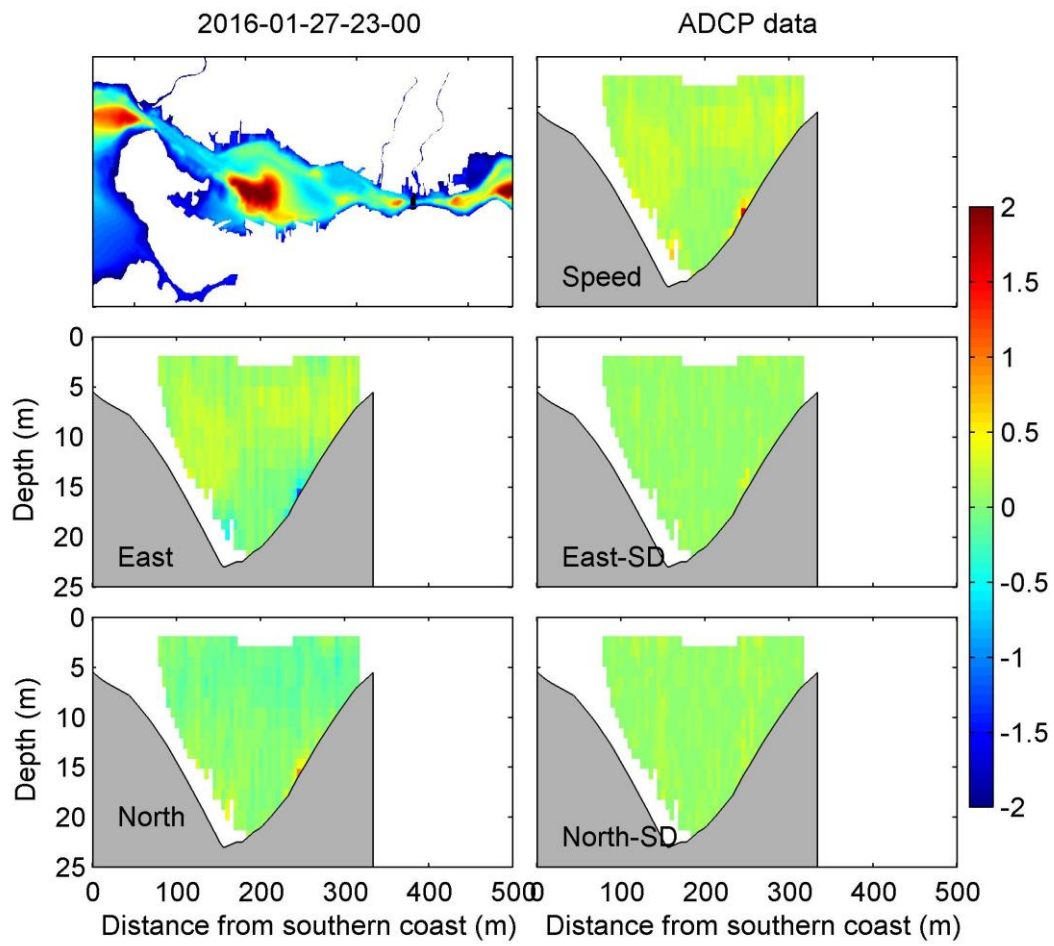 2016-01-27-23-00
ADCP data
Speed
2
1.5
1
0.5
0
-0.5
-1
-1.5
-2
0
5
10
15
20
25
Depth (m)
East
East-SD
0
5
10
15
20
25
Depth (m)
North
North-SD
0 100 200 300 400 500
0 100 200 300 400 500
Distance from southern coast (m)
Distance from southern coast (m)